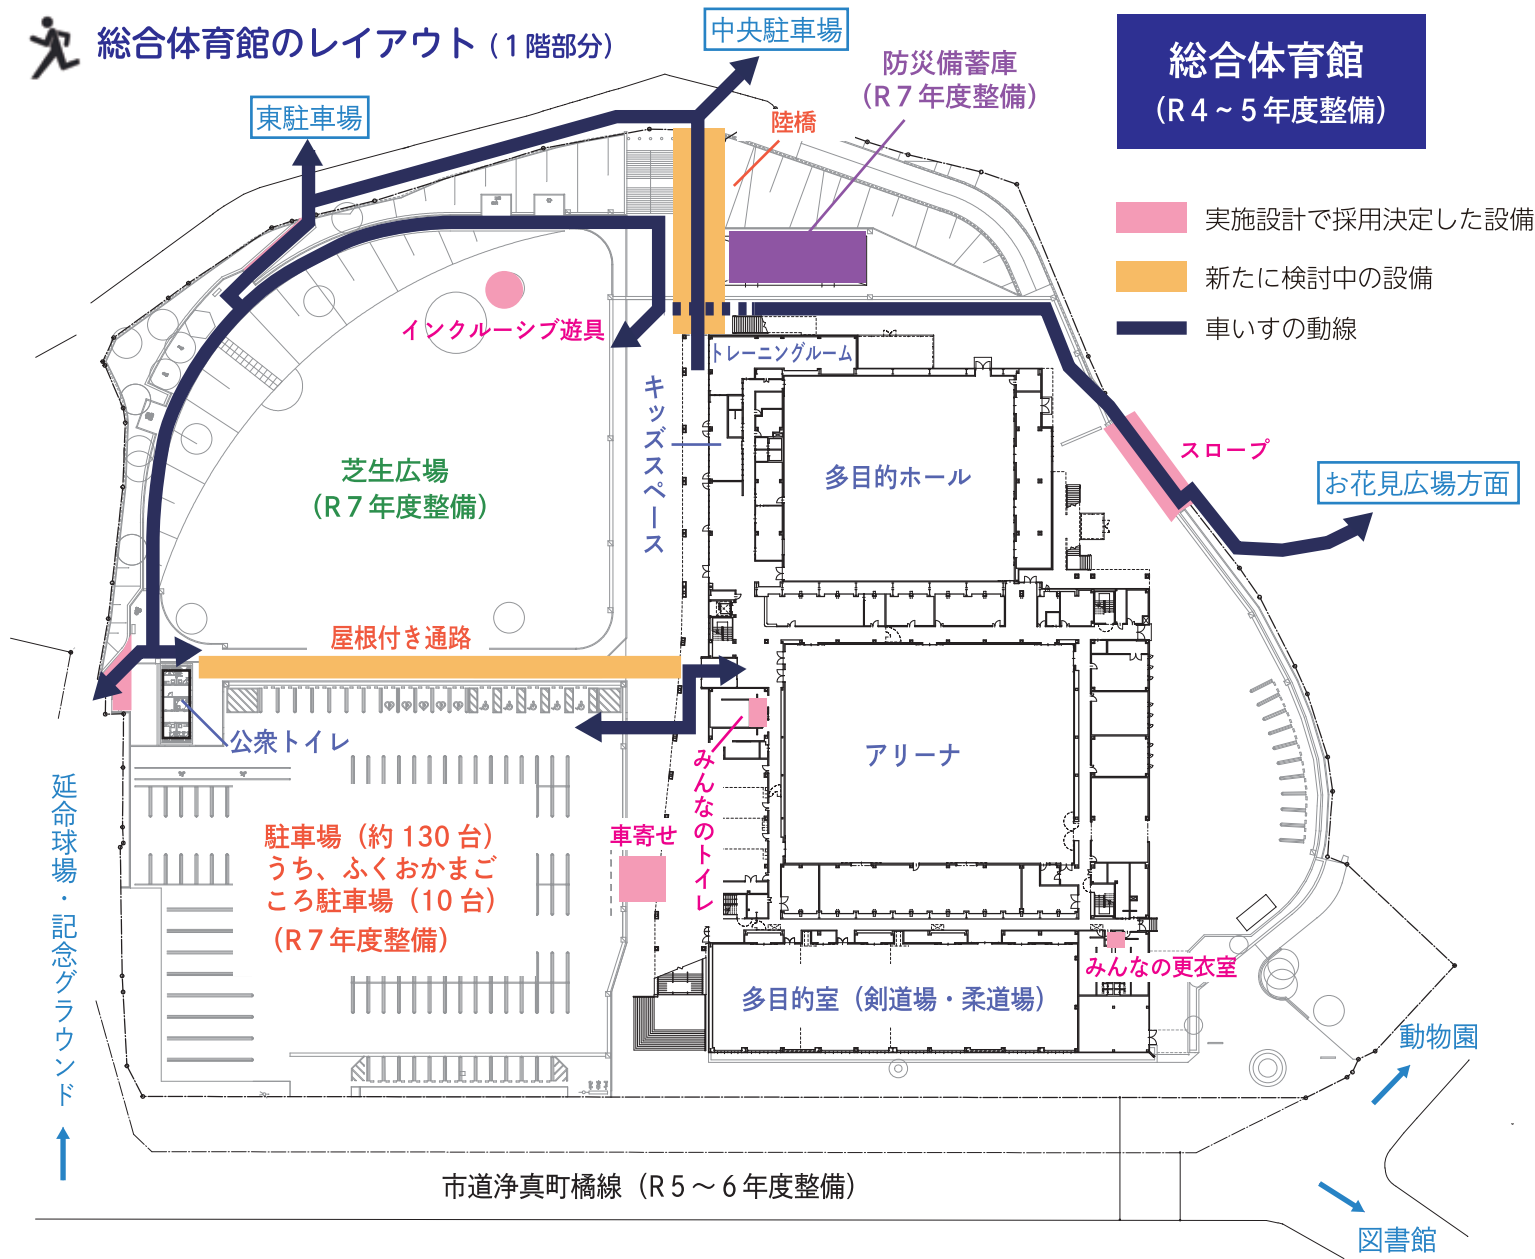 総合体育館のレイアウト（１階部分）
中央駐車場
東駐車場
防災備蓄庫
（R７年度整備）
陸橋
総合体育館
（R４～５年度整備）
実施設計で採用決定した設備
新たに検討中の設備
車いすの動線
インクルーシブ遊具
トレーニングルーム
キッズスペース
芝生広場
（R７年度整備）
多目的ホール
スロープ
お花見広場方面
屋根付き通路
公衆トイレ
アリーナ
みんなのトイレ
延命球場・記念グラウンド
駐車場（約130台）
うち、ふくおかまご
ころ駐車場（10台）
（R７年度整備）
車寄せ
みんなの更衣室
多目的室（剣道場・柔道場）
動物園
市道浄真町橘線（R５～６年度整備）
図書館